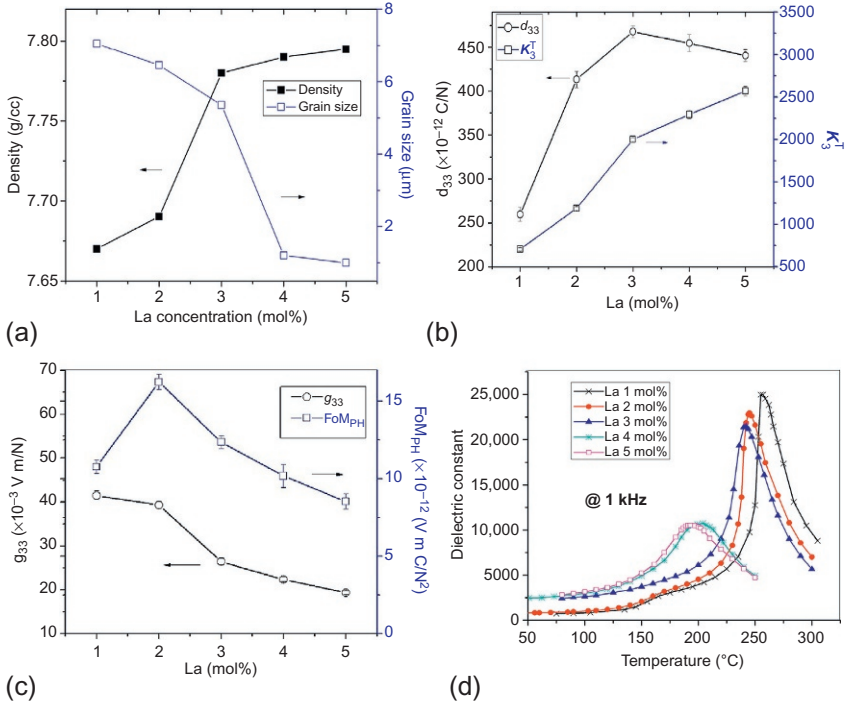 7.80
7.75
7.70
7.65
Density (g/cc)
Density
Grain size
8
7
6
5
4
2
1
Grain size (μm)
1 2 3 4 5
La concentration (mol%)
(a)
450
400
350
300
250
200
d33 (×10−12 C/N)
d33
K3T
3500
3000
2500
2000
1500
1000
500
K3T
1 2 3 4 5
La (mol%)
(b)
70
60
50
40
30
20
10
g33 (×10−3 V m/N)
g33
FoMPH
15
10
5
0
FoMPH (×10−12 (V m C/N2)
1 2 3 4 5
La (mol%)
(c)
25,000
20,000
15,000
10,000
5000
0
Dielectric constant
La 1 mol%
La 2 mol%
La 3 mol%
La 4 mol%
La 5 mol%
@ 1 kHz
50 100 150 200 250 300
Temperature (°C)
(d)